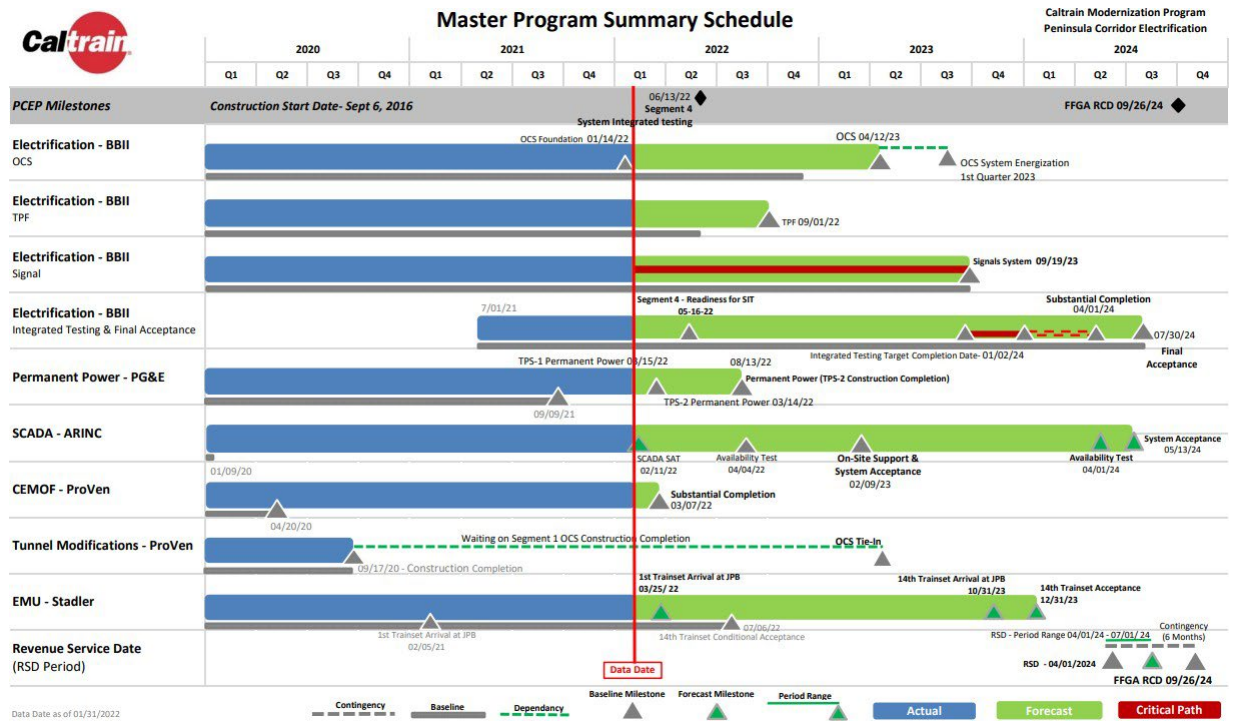 Caltrain
Master Program Summary Schedule
Caltrain Modernization Program
Peninsula Corridor Electrification
2020 2021 2022 2023 2024
Q1 Q2 Q3 Q4 Q1 Q2 Q3 Q4 Q1 Q2 Q3 Q4 Q1 Q2 Q3 Q4 Q1 Q2 Q3 Q4
PCEP Milestones
Construction Start Date- Sept 6, 2016
06/13/22
Segment 4
System Integrated testing
FFGA RCD 09/26/24
Electrification - BBII
OCS
OCS Foundation 01/14/22
OCS 04/12/23
OCS System Energization
1st Quarter 2023
Electrification - BBII
TPF
TPF 09/01/22
Electrification - BBII
Signal
Signals System 09/19/23
Electrification - BBII
Integrated Testing & Final Acceptance
7/01/21
Segment 4 - Readiness for SIT
05-16-22
Substantial Completion
04/01/24
07/30/24
Final
Acceptance
Integrated Testing Target Completion Date- 01/02/24
Permanent Power - PG&E
TPS-1 Permanent Power 03/15/22
08/13/22
Permanent Power (TPS-2 Construction Completion)
TPS-2 Permanent Power 03/14/22
09/09/21
SCADA - ARINC
01/09/20
SCADA SAT
02/11/22
Availability Test
04/04/22
On-Site Support &
System Acceptance
02/09/23
Availability Test
04/01/24
System Acceptance
05/13/24
CEMOF - ProVen
04/20/20
Substantial Completion
03/07/22
Tunnel Modifications - ProVen
Waiting on Segment 1 OCS Construction Completion
OCS Tie-In
09/17/20 - Construction Completion
EMU - Stadler
1st Trainset Arrival at JPB
03/25/ 22
14th Trainset Arrival at JPB
10/31/23
14th Trainset Acceptance
12/31/23
1st Trainset Arrival at JPB
02/05/21
07/06/22
14th Trainset Conditional Acceptance
Revenue Service Date
(RSD Period)
RSD - Period Range 04/01/24 - 07/01/ 24
Contingency
(6 Months)
RSD - 04/01/2024
FFGA RCD 09/26/24
Data Date
Data Date as of 01/31/2022
Contingency
Baseline
Dependancy
Baseline Milestone
Forecast Milestone
Period Range
Actual
Forecast
Critical Path